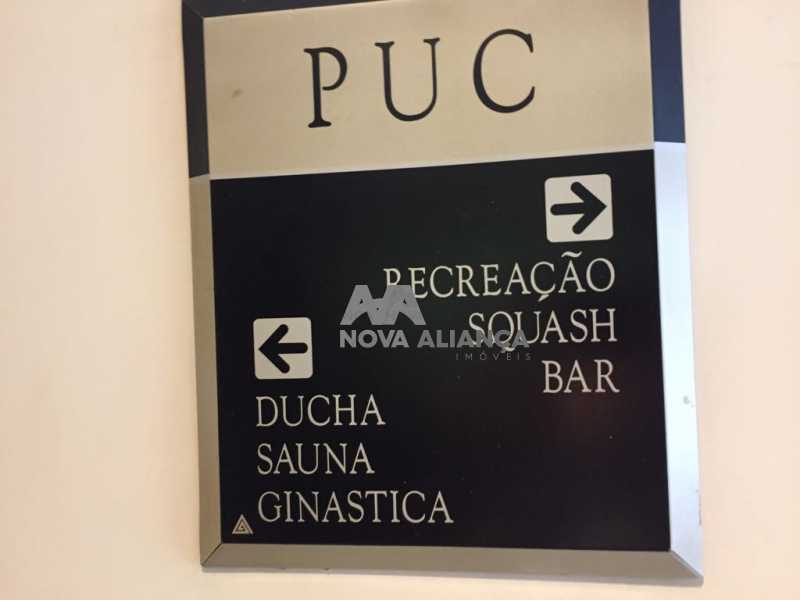 PUC
RECREAÇÃO
SQUASH
BAR
NOVA ALIANÇA
IMÓVEIS
DUCHA
SAUNA
GINASTICA